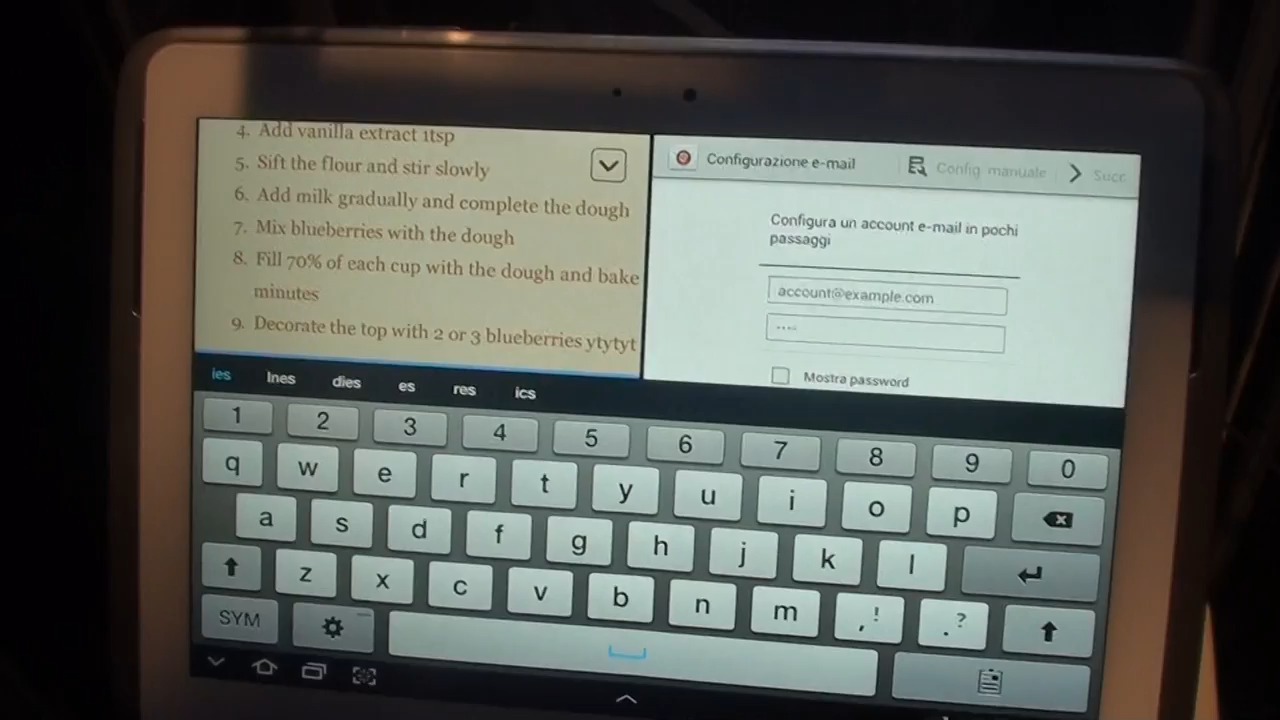 4. Add vanilla extract 1tsp
5. Sift the flour and stir slowly
6. Add milk gradually and complete the dough
7. Mix blueberries with the dough
8. Fill 70% of each cup with the dough and bake
minutes
9. Decorate the top with 2 or 3 blueberries ytytyt
Configurazione e-mail
Config. manuale
Succ
Configura un account e-mail in pochi
passaggi
account@example.com
Mostra password
ies Ines dies es res ics
1 2 3 4 5 6 7 8 9 0
q w e r t y u i o p
a s d f g h j k l
z x c v b n m , ! . ?
SYM